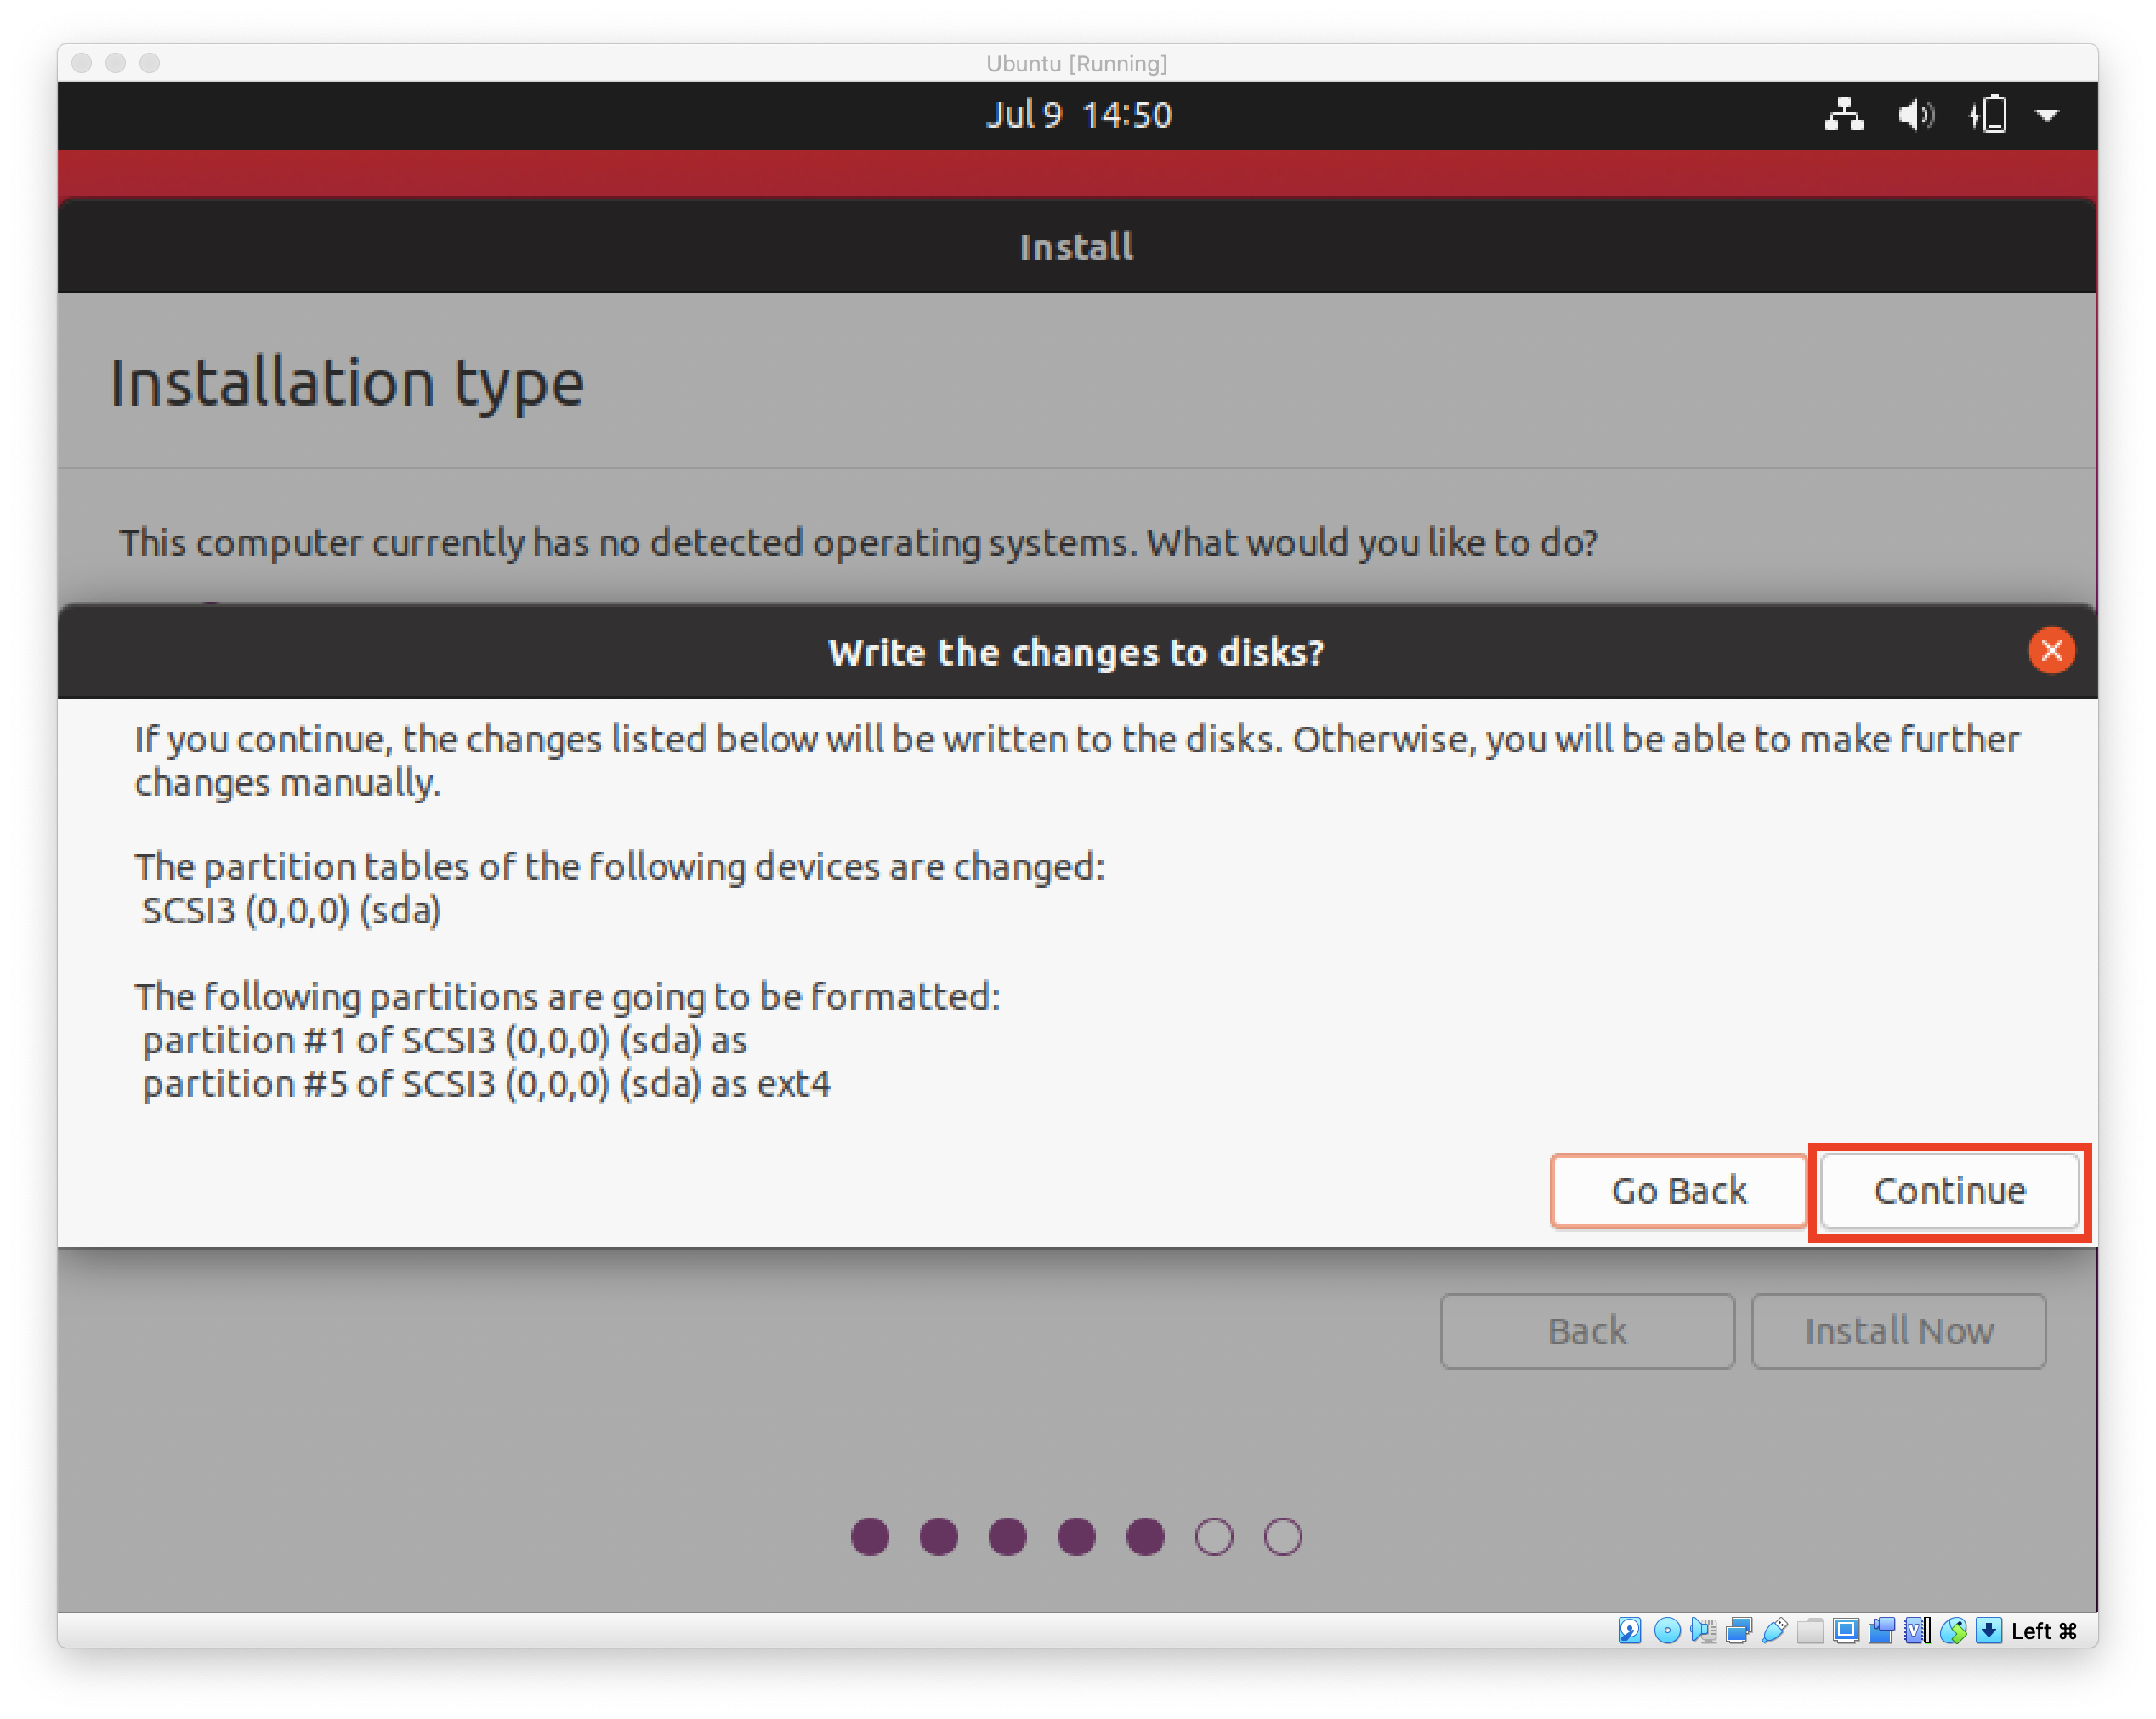 Ubuntu [Running]
Jul 9 14:50
Install
Installation type
This computer currently has no detected operating systems. What would you like to do?
Write the changes to disks?
If you continue, the changes listed below will be written to the disks. Otherwise, you will be able to make further
changes manually.
The partition tables of the following devices are changed:
SCSI3 (0,0,0) (sda)
The following partitions are going to be formatted:
partition #1 of SCSI3 (0,0,0) (sda) as
partition #5 of SCSI3 (0,0,0) (sda) as ext4
Go Back Continue
Back Install Now
Left ⌘